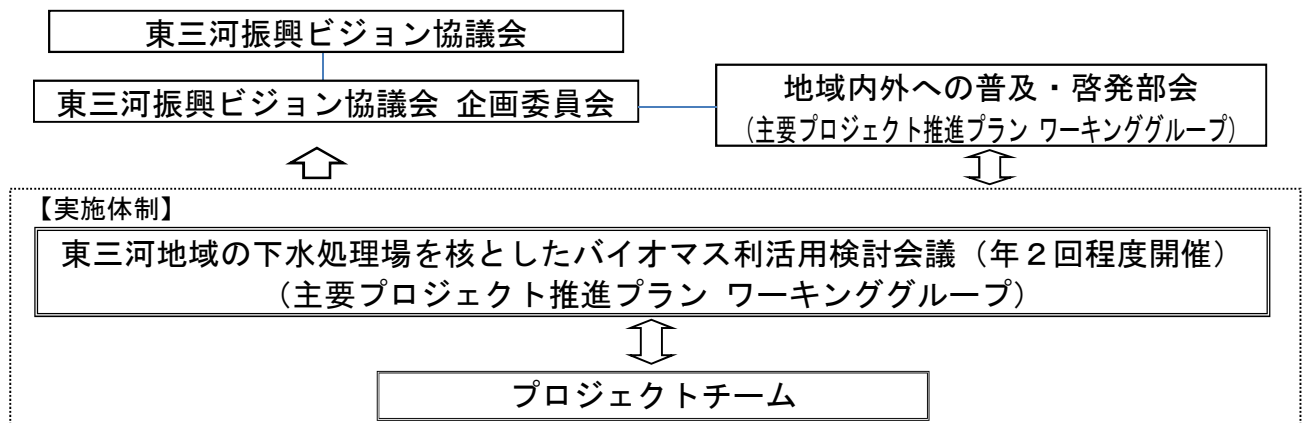 東三河振興ビジョン協議会
東三河振興ビジョン協議会 企画委員会
地域内外への普及・啓発部会
（主要プロジェクト推進プラン ワーキンググループ）
【実施体制】
東三河地域の下水処理場を核としたバイオマス利活用検討会議（年２回程度開催）
（主要プロジェクト推進プラン ワーキンググループ）
プロジェクトチーム